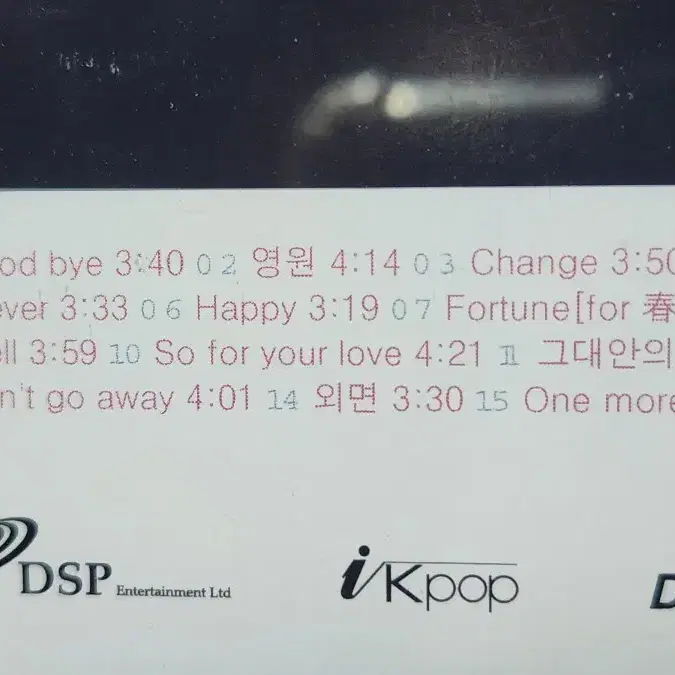 od bye 3:40 02 영원 4:14 03 Change 3:50
ever 3:33 06 Happy 3:19 07 Fortune[for 春
ell 3:59 10 So for your love 4:21 11 그대안의
n't go away 4:01 14 외면 3:30 15 One more
DSP Entertainment Ltd
iKpop
D